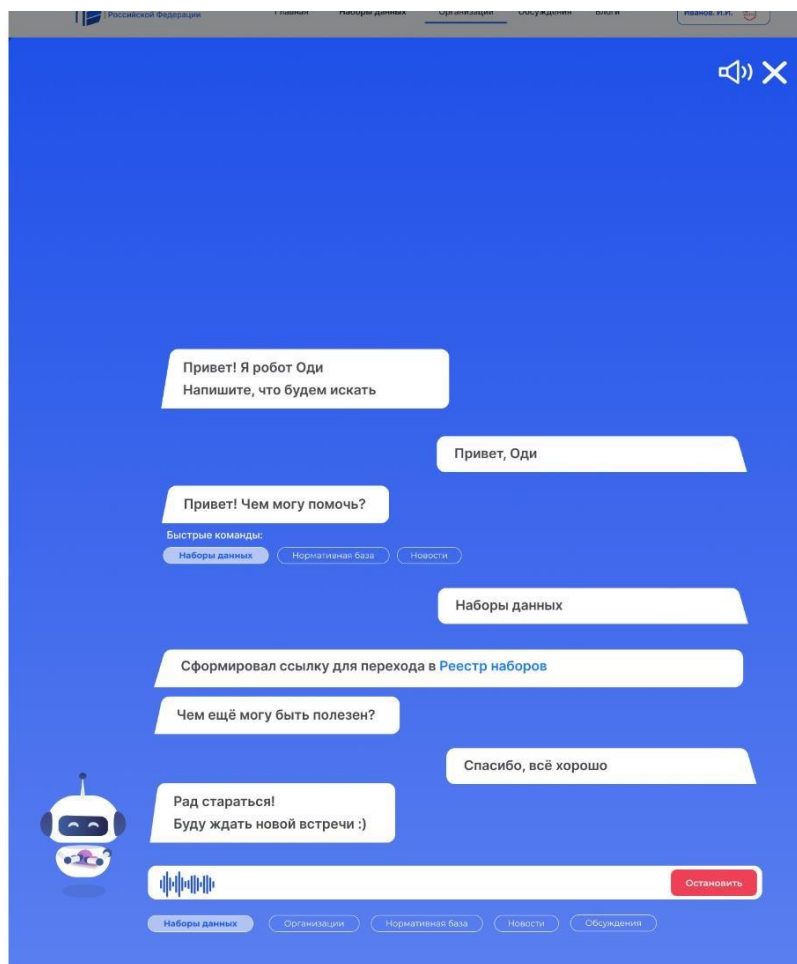 Российской Федерации
Главная Наборы данных Организации Обсуждения Блоги Иванов. И.И.
Привет! Я робот Оди
Напишите, что будем искать
Привет, Оди
Привет! Чем могу помочь?
Быстрые команды:
Наборы данных Нормативная база Новости
Наборы данных
Сформировал ссылку для перехода в Реестр наборов
Чем ещё могу быть полезен?
Спасибо, всё хорошо
Рад стараться!
Буду ждать новой встречи :)
Остановить
Наборы данных Организации Нормативная база Новости Обсуждения